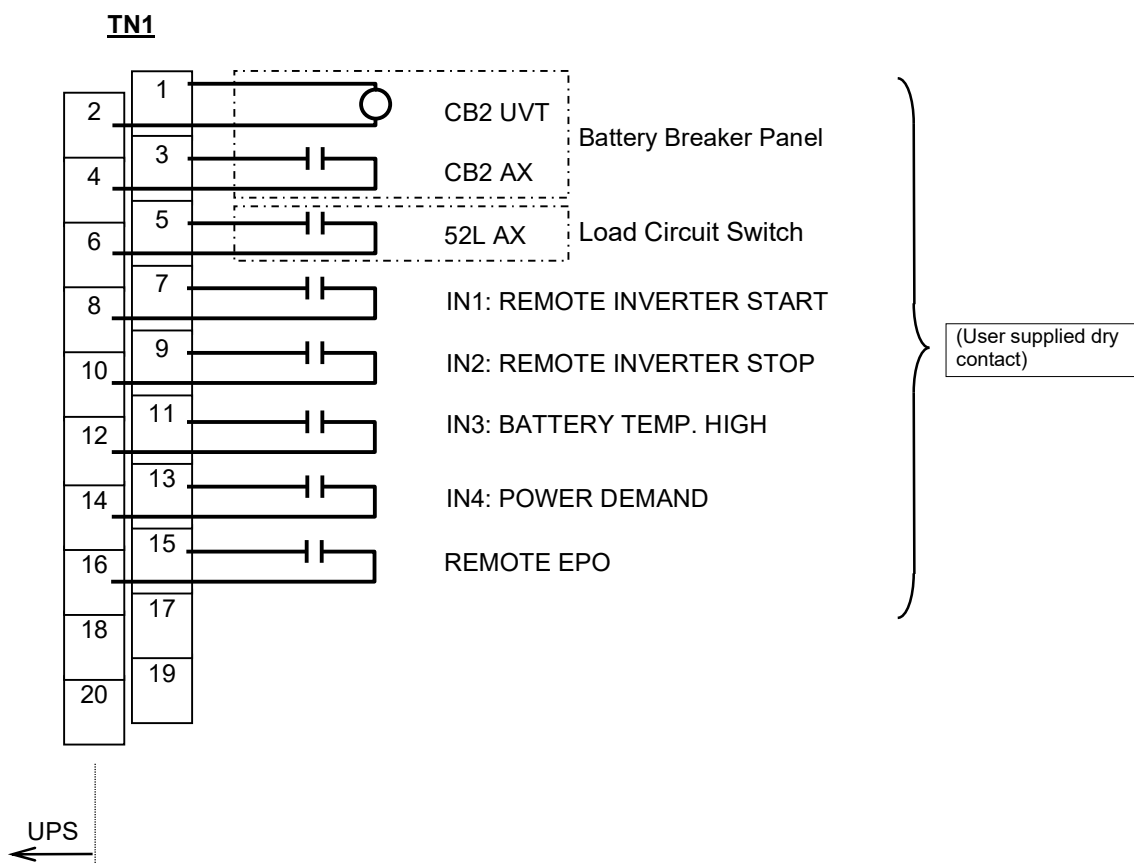 TN1
1
2
CB2 UVT
Battery Breaker Panel
3
4
CB2 AX
5
6
52L AX
Load Circuit Switch
7
8
IN1: REMOTE INVERTER START
9
10
IN2: REMOTE INVERTER STOP
(User supplied dry
contact)
11
12
IN3: BATTERY TEMP. HIGH
13
14
IN4: POWER DEMAND
15
16
REMOTE EPO
17
18
19
20
UPS